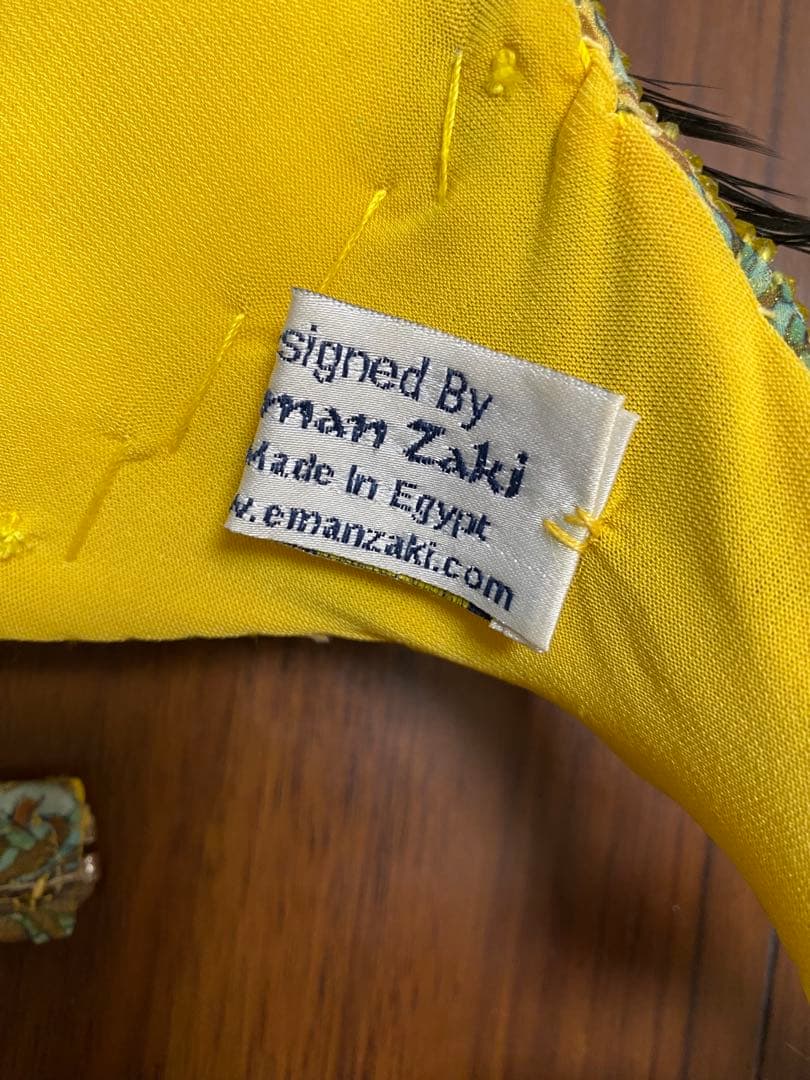 signed By
man Zaki
Made In Egypt
v.emanzaki.com